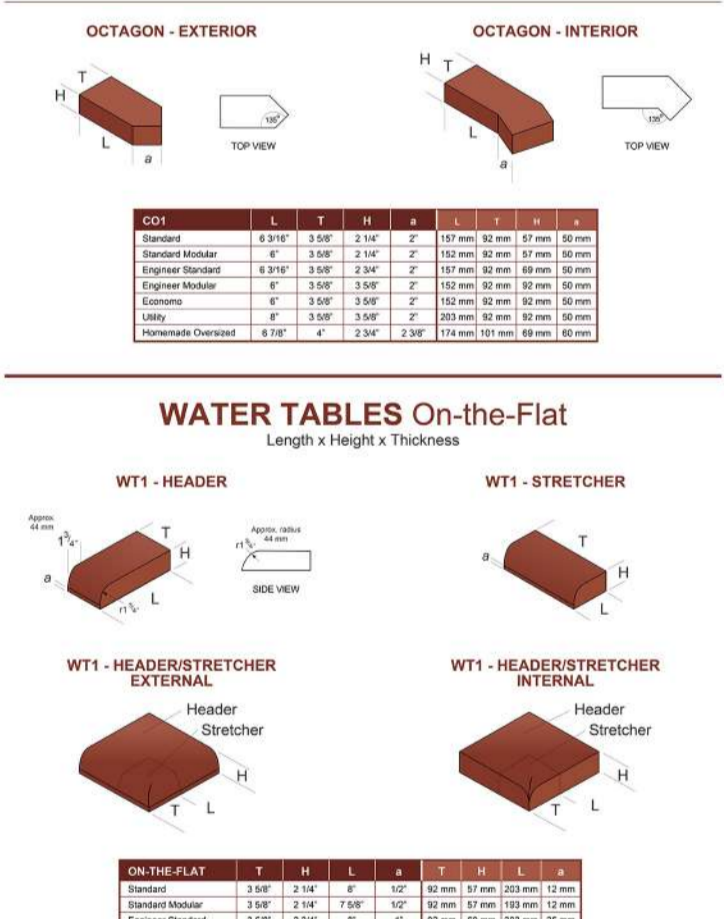 OCTAGON - EXTERIOR
OCTAGON - INTERIOR
T
H
L
a
135°
TOP VIEW
H
T
L
a
135°
TOP VIEW
CO1 L T H a L T H a
Standard 6 3/16" 3 5/8" 2 1/4" 2" 157 mm 92 mm 57 mm 50 mm
Standard Modular 6" 3 5/8" 2 1/4" 2" 152 mm 92 mm 57 mm 50 mm
Engineer Standard 6 3/16" 3 5/8" 2 3/4" 2" 157 mm 92 mm 69 mm 50 mm
Engineer Modular 6" 3 5/8" 3 5/8" 2" 152 mm 92 mm 92 mm 50 mm
Economo 6" 3 5/8" 3 5/8" 2" 152 mm 92 mm 92 mm 50 mm
Utility 8" 3 5/8" 3 5/8" 2" 203 mm 92 mm 92 mm 50 mm
Homemade Oversized 6 7/8" 4" 2 3/4" 2 3/8" 174 mm 101 mm 69 mm 60 mm
WATER TABLES On-the-Flat
Length x Height x Thickness
WT1 - HEADER
WT1 - STRETCHER
Approx.
44 mm
1 3/4"
T
H
a
L
Approx. radius
44 mm
SIDE VIEW
T
a
H
L
WT1 - HEADER/STRETCHER
EXTERNAL
WT1 - HEADER/STRETCHER
INTERNAL
Header
Stretcher
H
T
L
Header
Stretcher
H
T
L
ON-THE-FLAT T H L a T H L a
Standard 3 5/8" 2 1/4" 8" 1/2" 92 mm 57 mm 203 mm 12 mm
Standard Modular 3 5/8" 2 1/4" 7 5/8" 1/2" 92 mm 57 mm 193 mm 12 mm